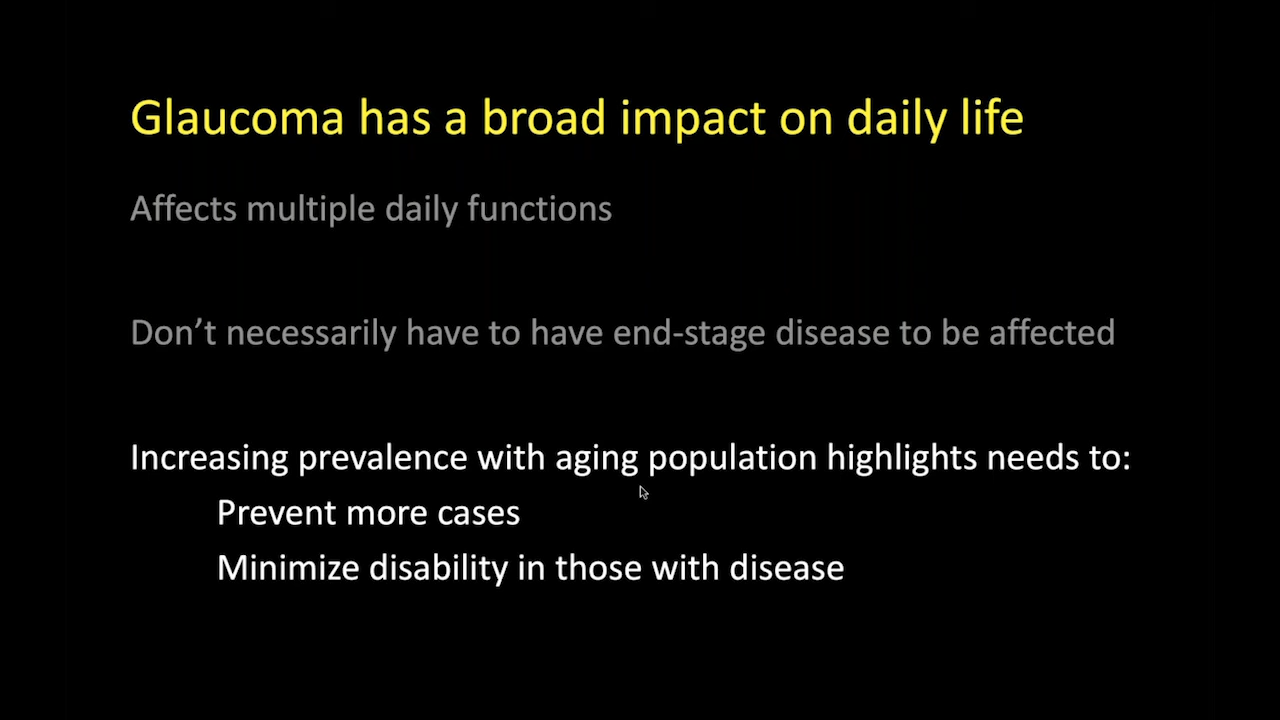 Glaucoma has a broad impact on daily life
Affects multiple daily functions
Don’t necessarily have to have end-stage disease to be affected
Increasing prevalence with aging population highlights needs to:
Prevent more cases
Minimize disability in those with disease